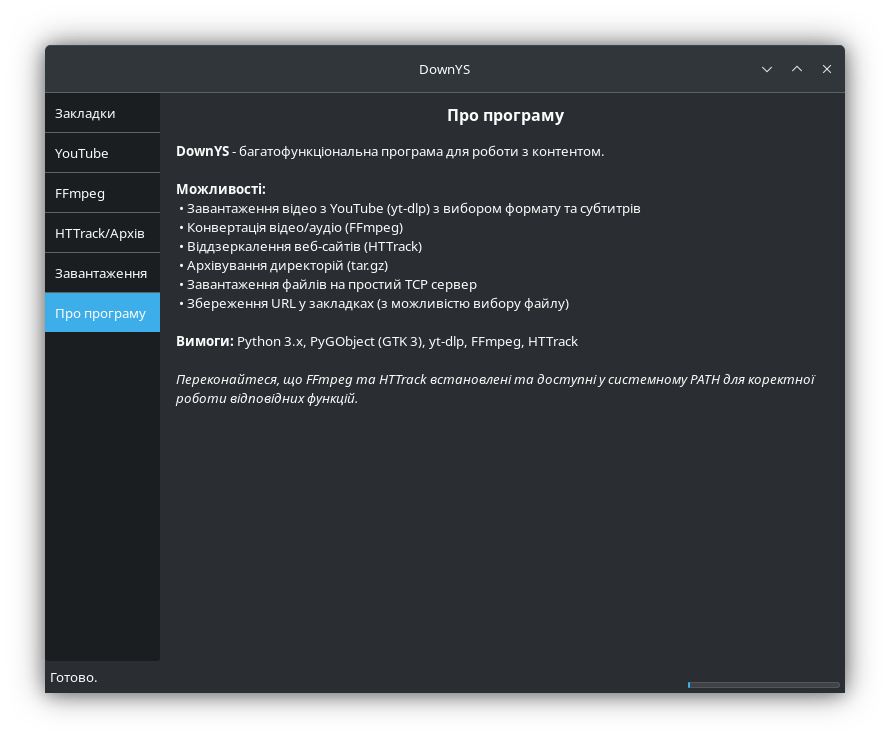 DownYS
Закладки
YouTube
FFmpeg
HTTrack/Архів
Завантаження
Про програму
Про програму
DownYS - багатофункціональна програма для роботи з контентом.
Можливості:
• Завантаження відео з YouTube (yt-dlp) з вибором формату та субтитрів
• Конвертація відео/аудіо (FFmpeg)
• Віддзеркалення веб-сайтів (HTTrack)
• Архівування директорій (tar.gz)
• Завантаження файлів на простий TCP сервер
• Збереження URL у закладках (з можливістю вибору файлу)
Вимоги: Python 3.x, PyGObject (GTK 3), yt-dlp, FFmpeg, HTTrack
Переконайтеся, що FFmpeg та HTTrack встановлені та доступні у системному PATH для коректної
роботи відповідних функцій.
Готово.